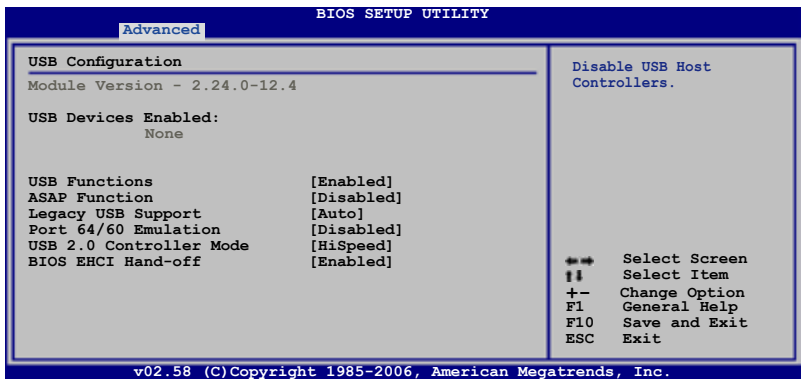 BIOS SETUP UTILITY
Advanced
USB Configuration
Module Version - 2.24.0-12.4
USB Devices Enabled:
None
USB Functions [Enabled]
ASAP Function [Disabled]
Legacy USB Support [Auto]
Port 64/60 Emulation [Disabled]
USB 2.0 Controller Mode [HiSpeed]
BIOS EHCI Hand-off [Enabled]
Disable USB Host
Controllers.
←→ Select Screen
↑↓ Select Item
+- Change Option
F1 General Help
F10 Save and Exit
ESC Exit
v02.58 (C)Copyright 1985-2006, American Megatrends, Inc.